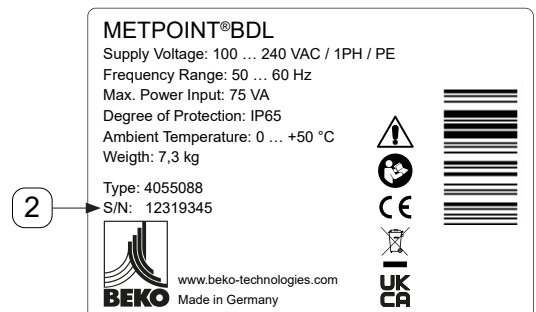 METPOINT®BDL
Supply Voltage: 100 … 240 VAC / 1PH / PE
Frequency Range: 50 … 60 Hz
Max. Power Input: 75 VA
Degree of Protection: IP65
Ambient Temperature: 0 … +50 °C
Weigth: 7,3 kg
Type: 4055088
2
S/N: 12319345
CE
BEKO
www.beko-technologies.com
Made in Germany
UK
CA